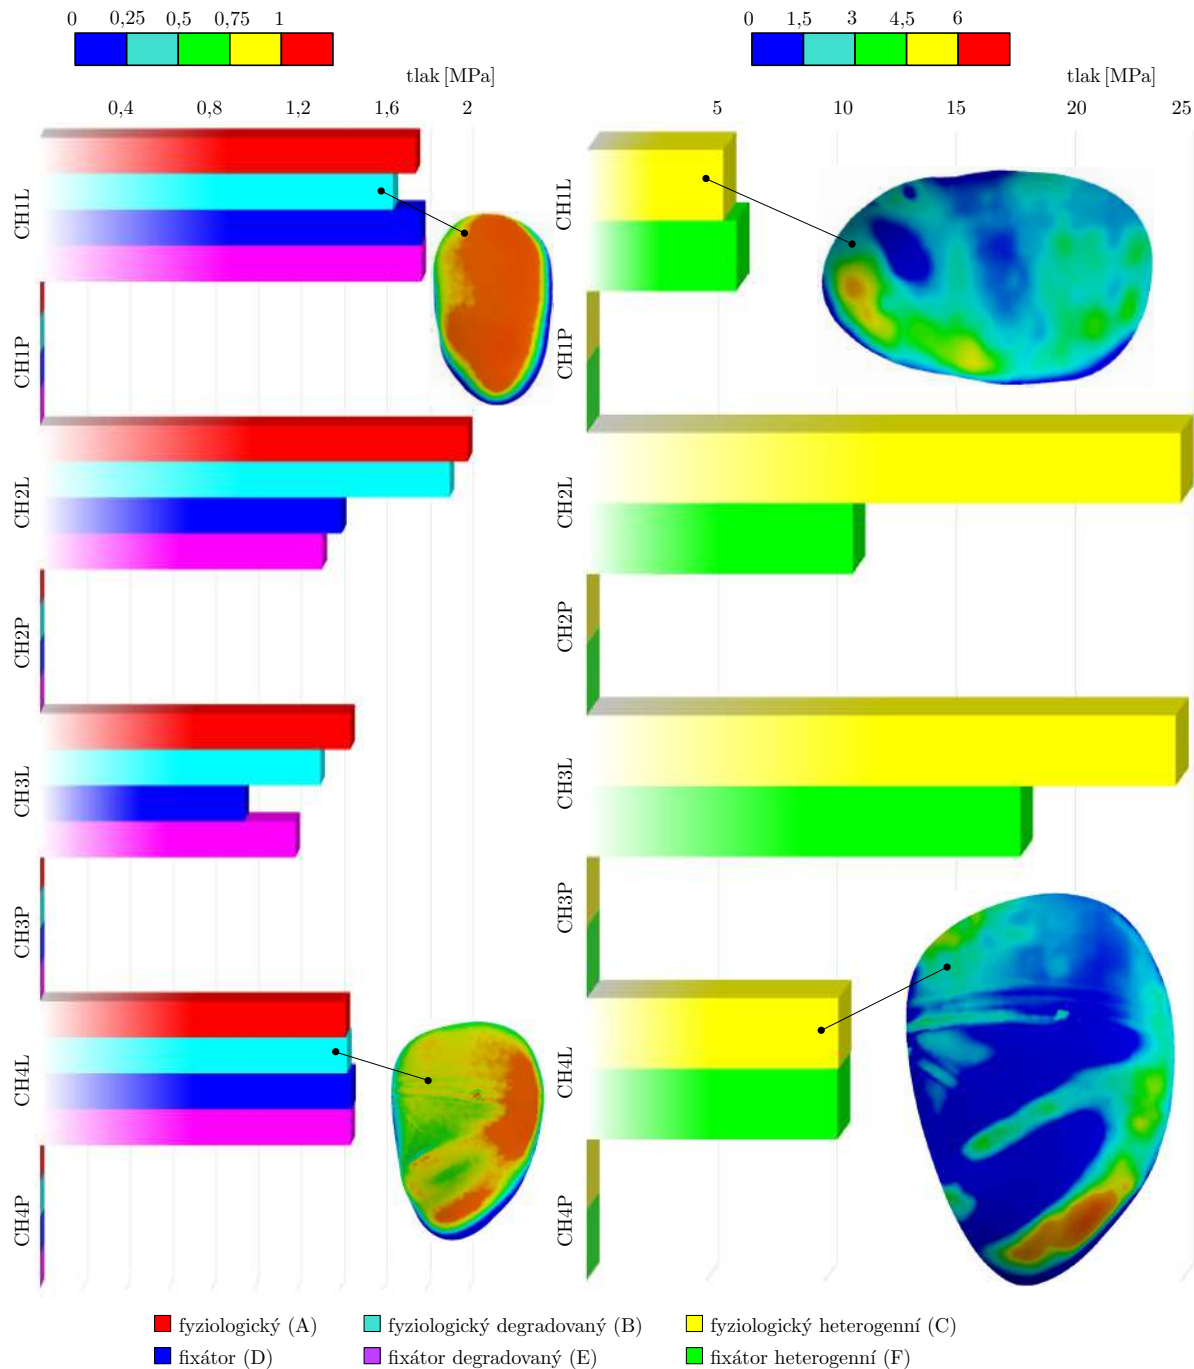 0 0,25 0,5 0,75 1
0 1,5 3 4,5 6
tlak [MPa]
tlak [MPa]
0,4 0,8 1,2 1,6 2
5 10 15 20 25
CH1L
CH1P
CH2L
CH2P
CH3L
CH3P
CH4L
CH4P
CH1L
CH1P
CH2L
CH2P
CH3L
CH3P
CH4L
CH4P
fyziologický (A) fyziologický degradovaný (B) fyziologický heterogenní (C)
fixátor (D) fixátor degradovaný (E) fixátor heterogenní (F)